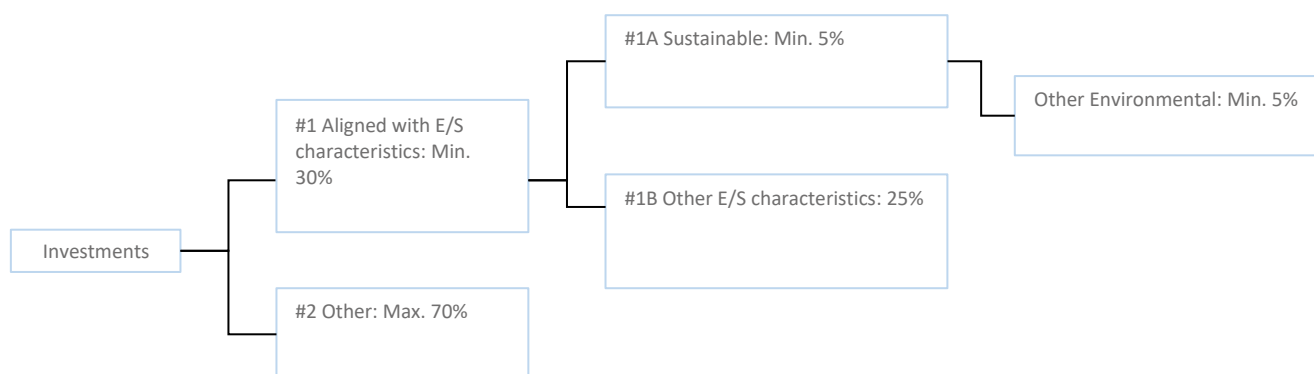 Investments
#1 Aligned with E/S
characteristics: Min.
30%
#2 Other: Max. 70%
#1A Sustainable: Min. 5%
#1B Other E/S characteristics: 25%
Other Environmental: Min. 5%